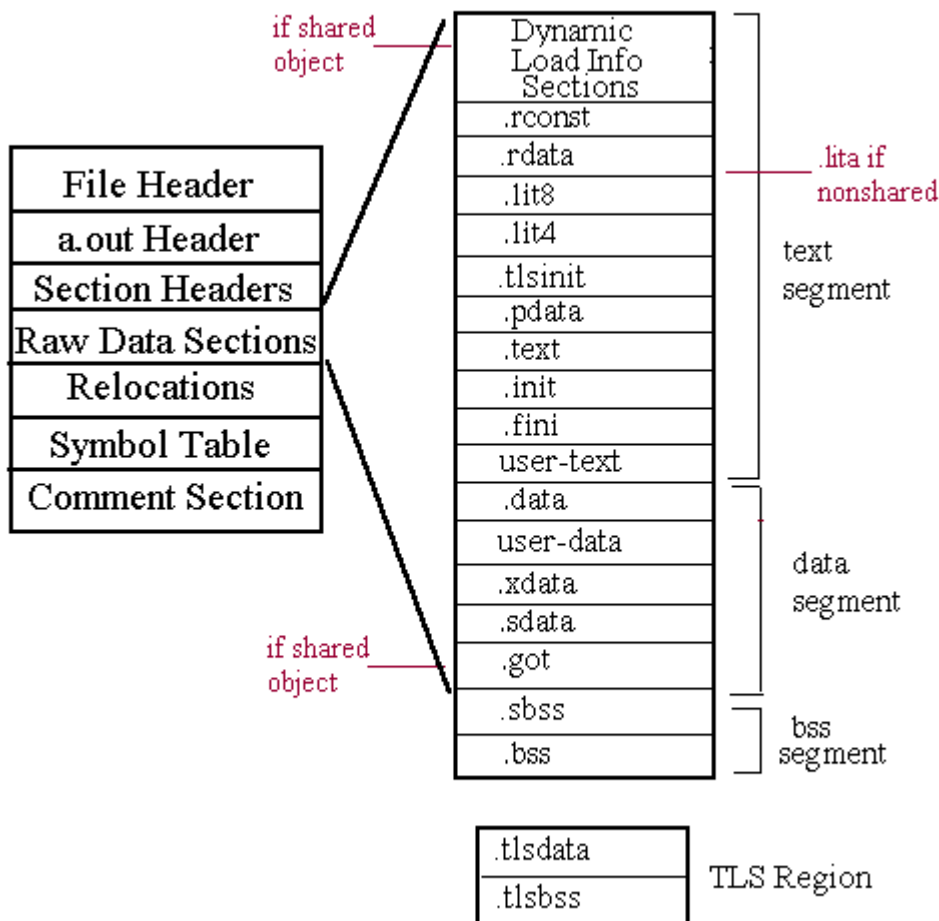 if shared
object
File Header
a.out Header
Section Headers
Raw Data Sections
Relocations
Symbol Table
Comment Section
Dynamic
Load Info
Sections
.rconst
.rdata
.lit8
.lit4
.tlsinit
.pdata
.text
.init
.fini
user-text
.data
user-data
.xdata
.sdata
.got
.sbss
.bss
.lita if
nonshared
text
segment
data
segment
bss
segment
if shared
object
.tlsdata
.tlsbss
TLS Region